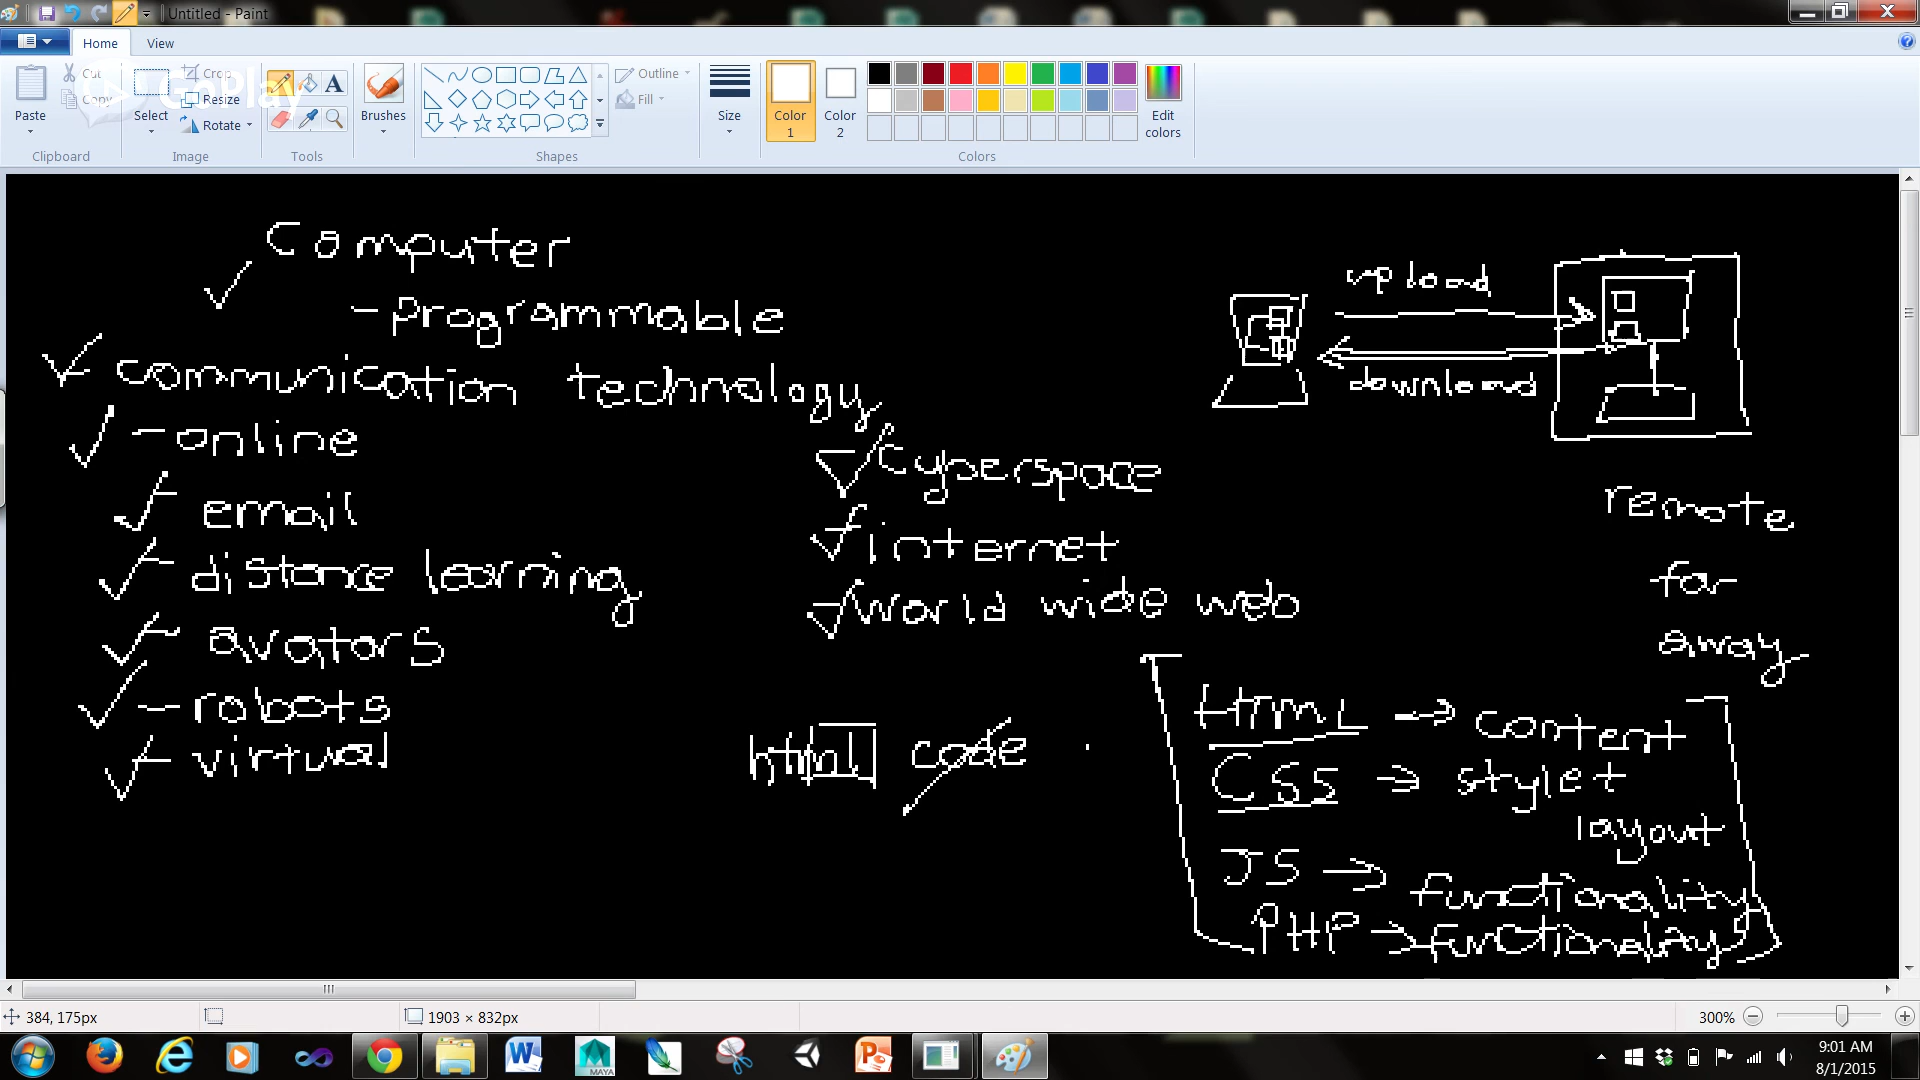 Untitled - Paint
Home View
Paste
Cut
Copy
Clipboard
Select
Crop
Resize
Rotate
Image
Tools
Brushes
Shapes
Outline
Fill
Size
Color 1
Color 2
Colors
Edit colors
GoPlay
Computer
- programmable
communication technology
- online
email
distance learning
avatars
- robots
virtual
cyberspace
internet
world wide web
html code
upload
download
remote
far
away
HTML → content
CSS → style+
layout
JS → functionality
PHP → functionality
384, 175px
1903 × 832px
300%
W
MAYA
9:01 AM
8/1/2015